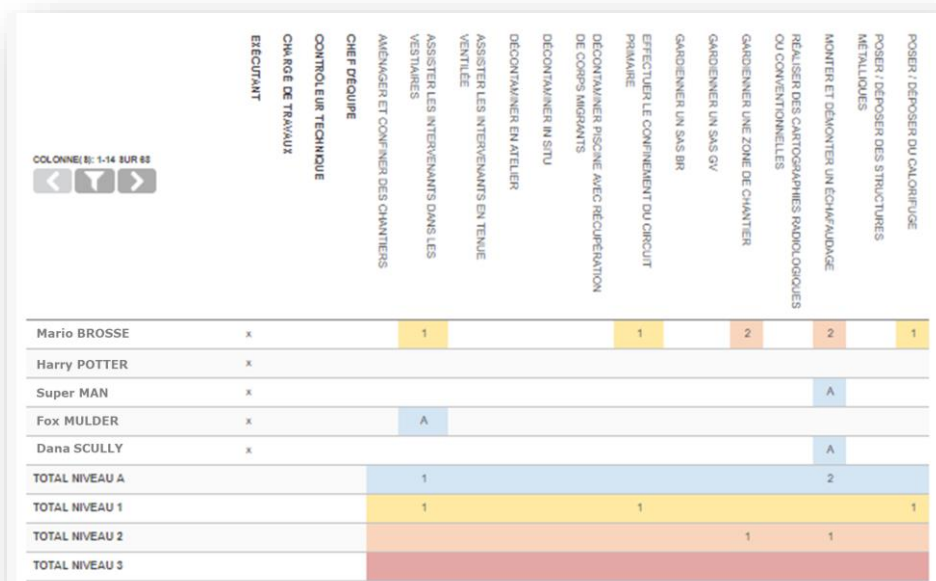 COLONNE(S): 1-14 SUR 68
EXÉCUTANT
CHARGÉ DE TRAVAUX
CONTRÔLEUR TECHNIQUE
CHEF D'ÉQUIPE
AMÉNAGER ET CONFINER DES CHANTIERS
ASSISTER LES INTERVENANTS DANS LES
VESTIAIRES
ASSISTER LES INTERVENANTS EN TENUE
VENTILÉE
DÉCONTAMINER EN ATELIER
DÉCONTAMINER IN SITU
DÉCONTAMINER PISCINE AVEC RÉCUPÉRATION
DE CORPS MIGRANTS
EFFECTUER LE CONFINEMENT DU CIRCUIT
PRIMAIRE
GARDIENNER UN SAS BR
GARDIENNER UN SAS GV
GARDIENNER UNE ZONE DE CHANTIER
RÉALISER DES CARTOGRAPHIES RADIOLOGIQUES
OU CONVENTIONNELLES
MONTER ET DÉMONTER UN ÉCHAFAUDAGE
POSER / DÉPOSER DES STRUCTURES
MÉTALLIQUES
POSER / DÉPOSER DU CALORIFUGE
Mario BROSSE x 1 1 2 2 1
Harry POTTER x
Super MAN x A
Fox MULDER x A
Dana SCULLY x A
TOTAL NIVEAU A 1 2
TOTAL NIVEAU 1 1 1 1
TOTAL NIVEAU 2 1 1
TOTAL NIVEAU 3